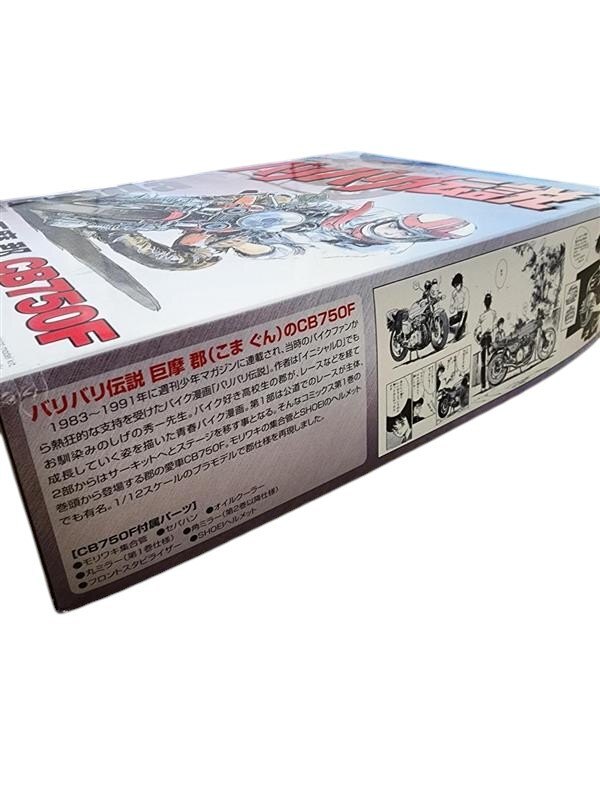 CB750F
バリバリ伝説 巨摩 郡(こま ぐん)のCB750F
1983〜1991年に週刊少年マガジンに連載され、当時のバイクファンか
ら熱狂的な支持を受けたバイク漫画「バリバリ伝説」。作者は「イニシャルD」でも
お馴染みのしげの秀一先生。バイク好き高校生の郡が、レースなどを経て
成長していく姿を描いた青春バイク漫画。第1部は公道でのレースが主体、
2部からはサーキットへとステージを移す事となる。そんなコミックス第1巻の
巻頭から登場する郡の愛車CB750F。モリワキの集合管とSHOEIのヘルメット
でも有名。1/12スケールのプラモデルで郡仕様を再現しました。
【CB750F付属パーツ】
●モリワキ集合管 ●セパハン ●オイルクーラー
●丸ミラー(第1巻仕様) ●角ミラー(第2巻以降仕様)
●フロントスタビライザー ●SHOEIヘルメット